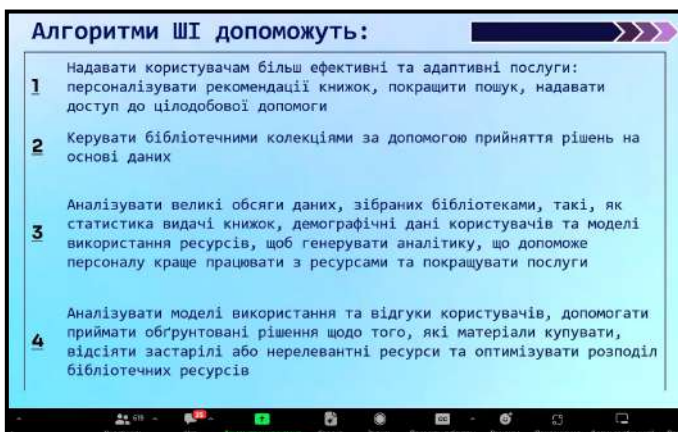 Алгоритми ШІ допоможуть:
1 Надавати користувачам більш ефективні та адаптивні послуги:
персоналізувати рекомендації книжок, покращити пошук, надавати
доступ до цілодобової допомоги
2 Керувати бібліотечними колекціями за допомогою прийняття рішень на
основі даних
3 Аналізувати великі обсяги даних, зібраних бібліотеками, такі, як
статистика видачі книжок, демографічні дані користувачів та моделі
використання ресурсів, щоб генерувати аналітику, що допоможе
персоналу краще працювати з ресурсами та покращувати послуги
4 Аналізувати моделі використання та відгуки користувачів, допомагати
приймати обґрунтовані рішення щодо того, які матеріали купувати,
відсіяти застарілі або нерелевантні ресурси та оптимізувати розподіл
бібліотечних ресурсів
619
CC